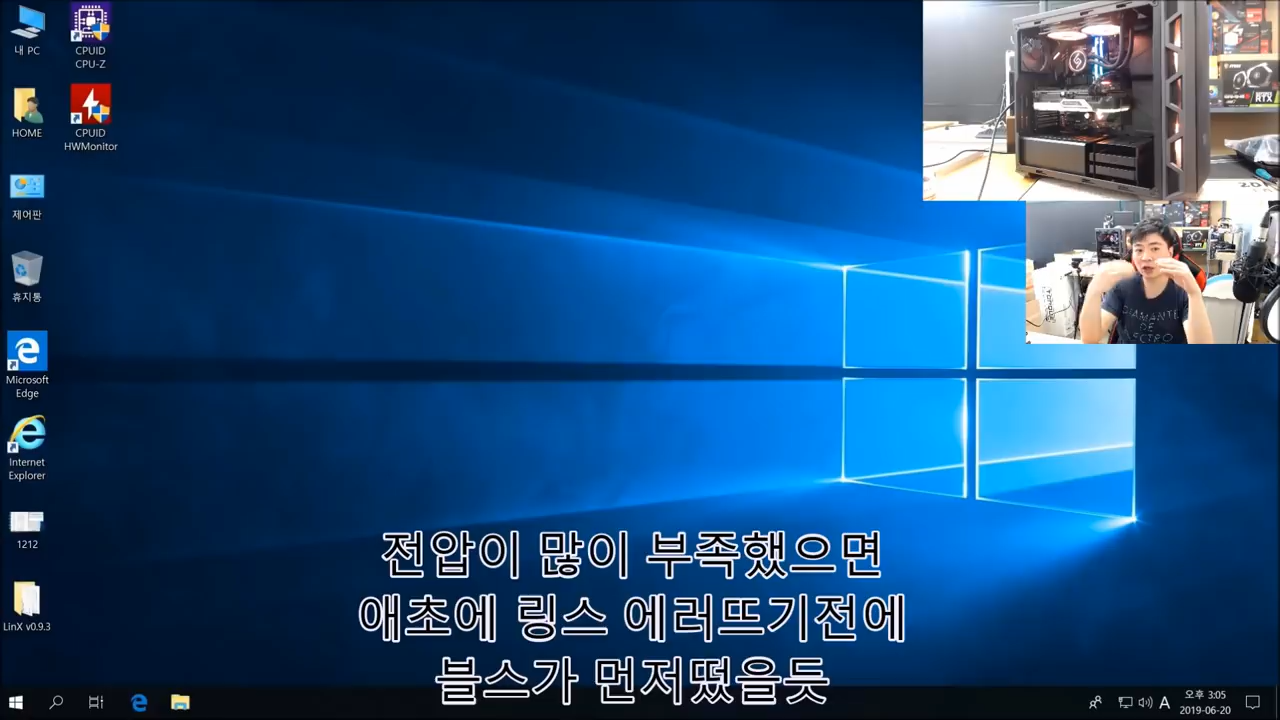 내 PC
CPUID
CPU-Z
HOME
CPUID
HWMonitor
제어판
휴지통
Microsoft
Edge
Internet
Explorer
1212
LinX v0.9.3
DIAMANTE
DE
전압이 많이 부족했으면
애초에 링스 에러뜨기전에
블스가 먼저떴을듯
A
오후 3:05
2019-06-20